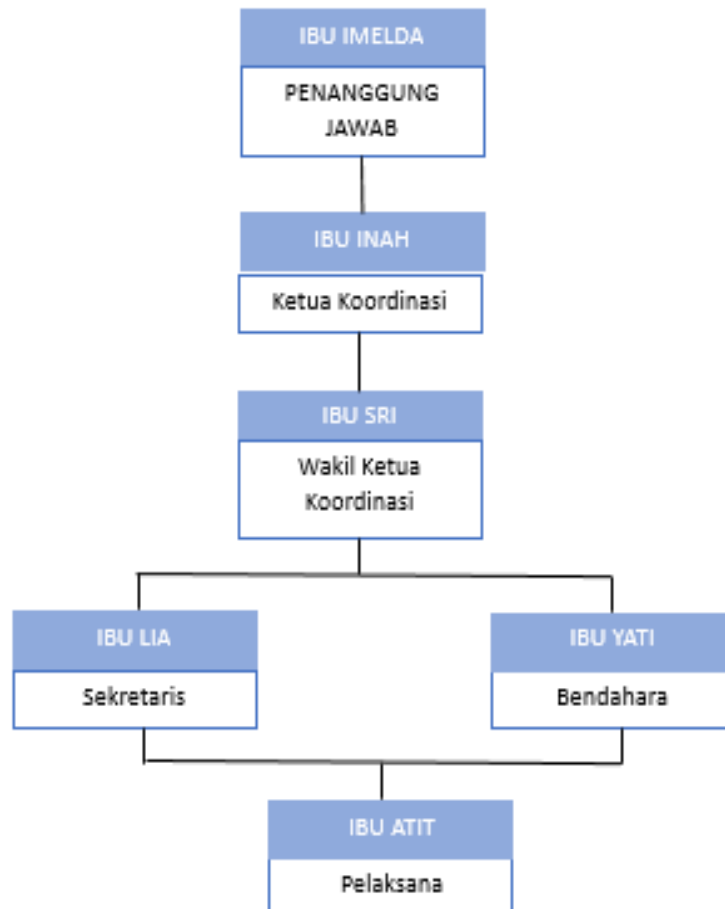 IBU IMELDA
PENANGGUNG
JAWAB
IBU INAH
Ketua Koordinasi
IBU SRI
Wakil Ketua
Koordinasi
IBU LIA
Sekretaris
IBU YATI
Bendahara
IBU ATIT
Pelaksana